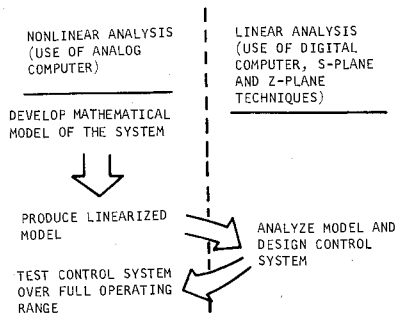 NONLINEAR ANALYSIS
(USE OF ANALOG
COMPUTER)
LINEAR ANALYSIS
(USE OF DIGITAL
COMPUTER, S-PLANE
AND Z-PLANE
TECHNIQUES)
DEVELOP MATHEMATICAL
MODEL OF THE SYSTEM
PRODUCE LINEARIZED
MODEL
ANALYZE MODEL AND
DESIGN CONTROL
SYSTEM
TEST CONTROL SYSTEM
OVER FULL OPERATING
RANGE